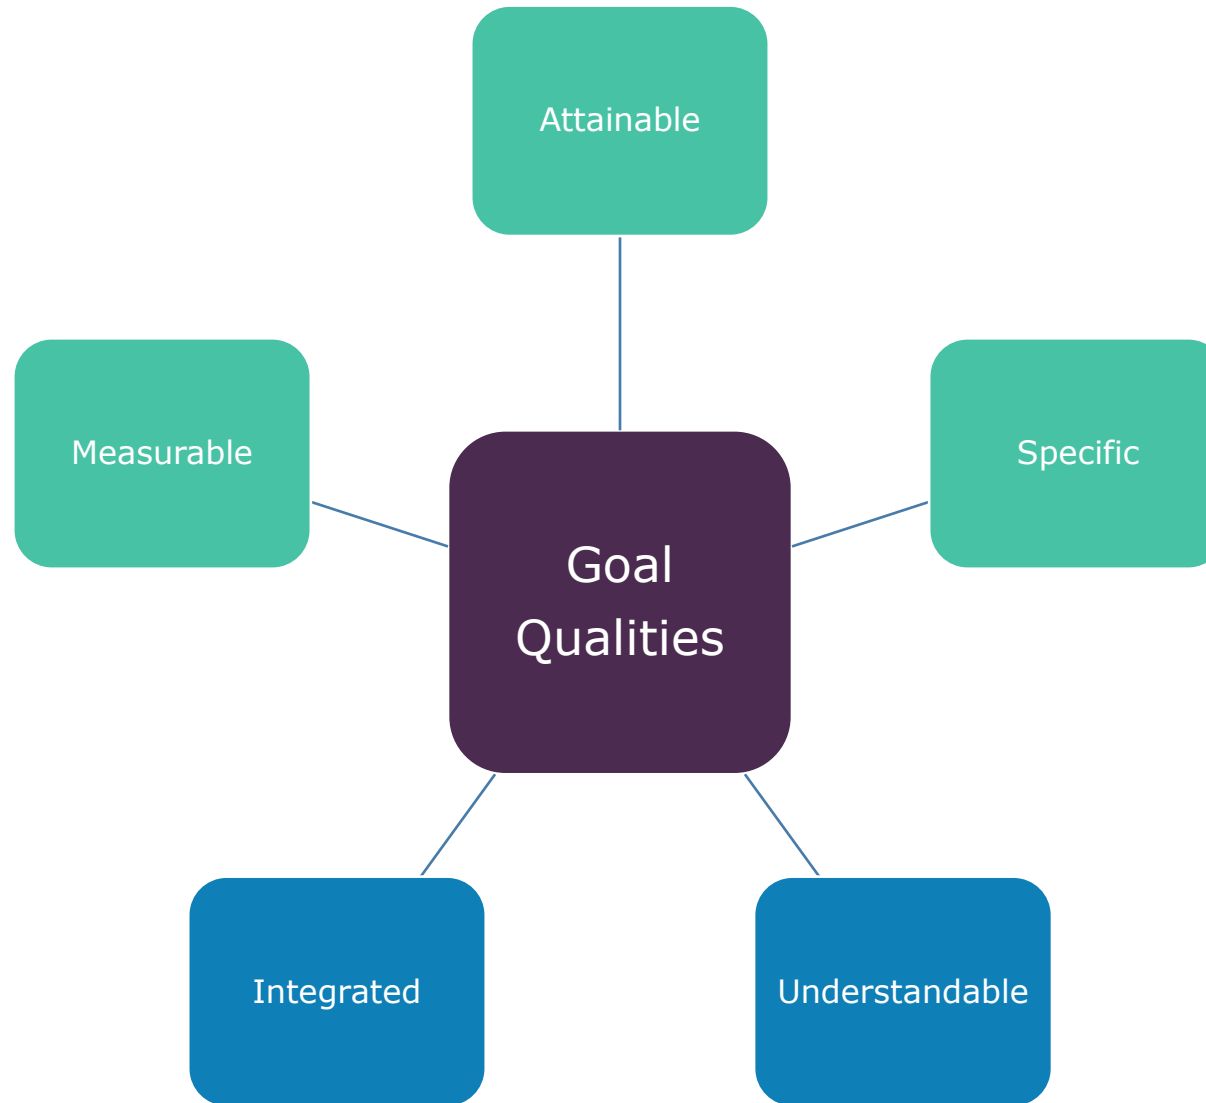 Attainable
Measurable
Specific
Goal
Qualities
Integrated
Understandable